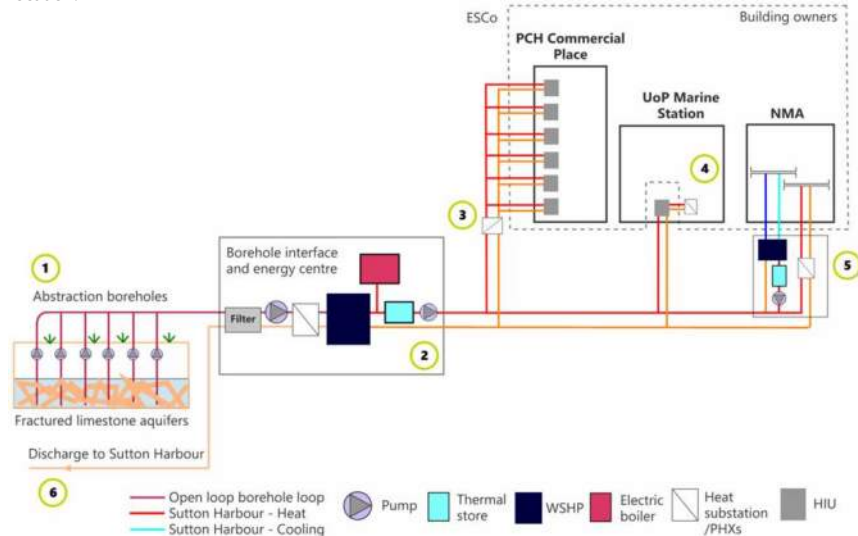 ESCo
Building owners
PCH Commercial
Place
UoP Marine
Station
NMA
4
3
5
Borehole interface
and energy centre
1
Abstraction boreholes
Filter
2
Fractured limestone aquifers
Discharge to Sutton Harbour
6
Open loop borehole loop
Sutton Harbour - Heat
Sutton Harbour - Cooling
Pump
Thermal
store
WSHP
Electric
boiler
Heat
substation
/PHXs
HIU